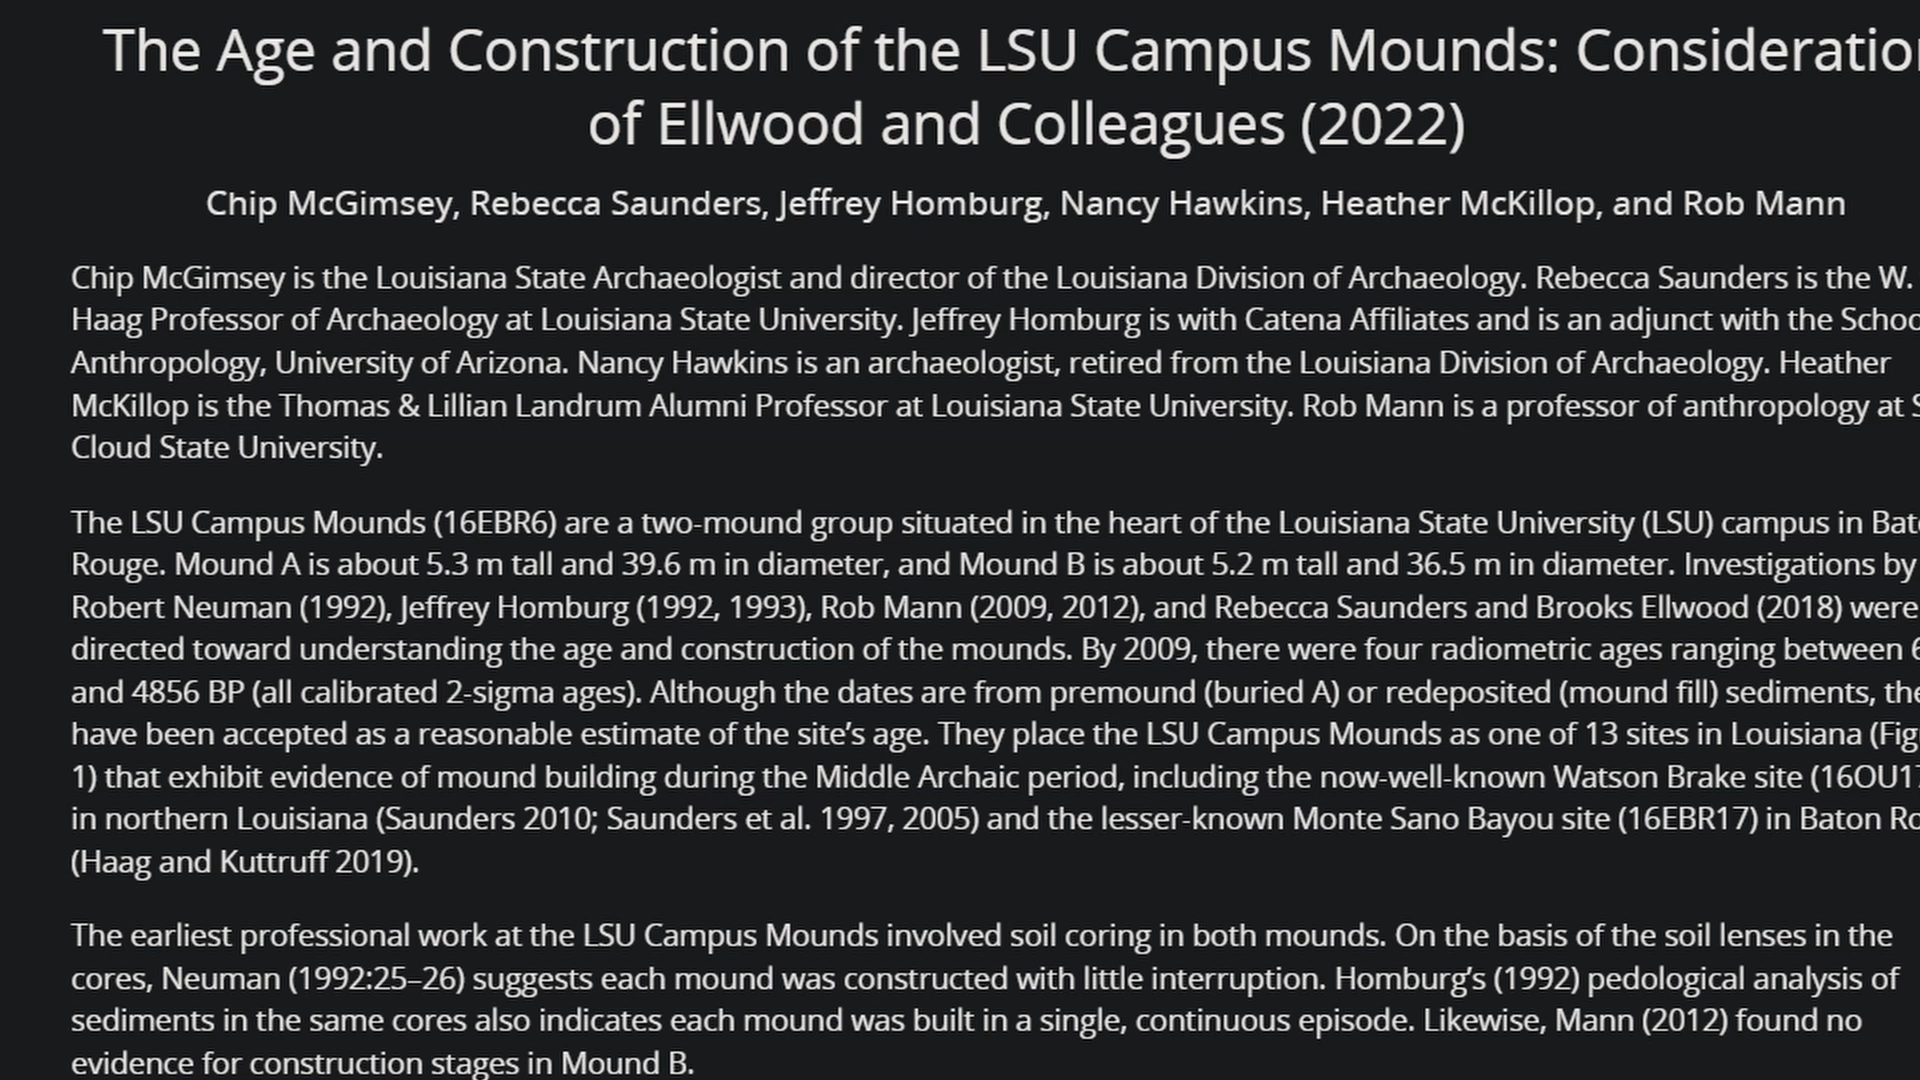 The Age and Construction of the LSU Campus Mounds:
of Ellwood and Colleagues (2022)
Chip McGimsey, Rebecca Saunders, Jeffrey Homburg, Nancy Hawkins, Heather McKillop, and Rob Mann
Chip McGimsey is the Louisiana State Archaeologist and director of the Louisiana Division of Archaeology. Rebecca Saunders is the W.
Haag Professor of Archaeology at Louisiana State University. Jeffrey Homburg is with Catena Affiliates and is an adjunct with the
Anthropology, University of Arizona. Nancy Hawkins is an archaeologist, retired from the Louisiana Division of Archaeology. Heather
McKillop is the Thomas & Lillian Landrum Alumni Professor at Louisiana State University. Rob Mann is a professor of anthropology at
Cloud State University.
The LSU Campus Mounds (16EBR6) are a two-mound group situated in the heart of the Louisiana State University (LSU) campus in
Rouge. Mound A is about 5.3 m tall and 39.6 m in diameter, and Mound B is about 5.2 m tall and 36.5 m in diameter. Investigations by
Robert Neuman (1992), Jeffrey Homburg (1992, 1993), Rob Mann (2009, 2012), and Rebecca Saunders and Brooks Ellwood (2018) were
directed toward understanding the age and construction of the mounds. By 2009, there were four radiometric ages ranging between
and 4856 BP (all calibrated 2-sigma ages). Although the dates are from premound (buried A) or redeposited (mound fill) sediments,
have been accepted as a reasonable estimate of the site’s age. They place the LSU Campus Mounds as one of 13 sites in Louisiana
1) that exhibit evidence of mound building during the Middle Archaic period, including the now-well-known Watson Brake site
in northern Louisiana (Saunders 2010; Saunders et al. 1997, 2005) and the lesser-known Monte Sano Bayou site (16EBR17) in Baton
(Haag and Kuttruff 2019).
The earliest professional work at the LSU Campus Mounds involved soil coring in both mounds. On the basis of the soil lenses in the
cores, Neuman (1992:25–26) suggests each mound was constructed with little interruption. Homburg’s (1992) pedological analysis of
sediments in the same cores also indicates each mound was built in a single, continuous episode. Likewise, Mann (2012) found no
evidence for construction stages in Mound B.